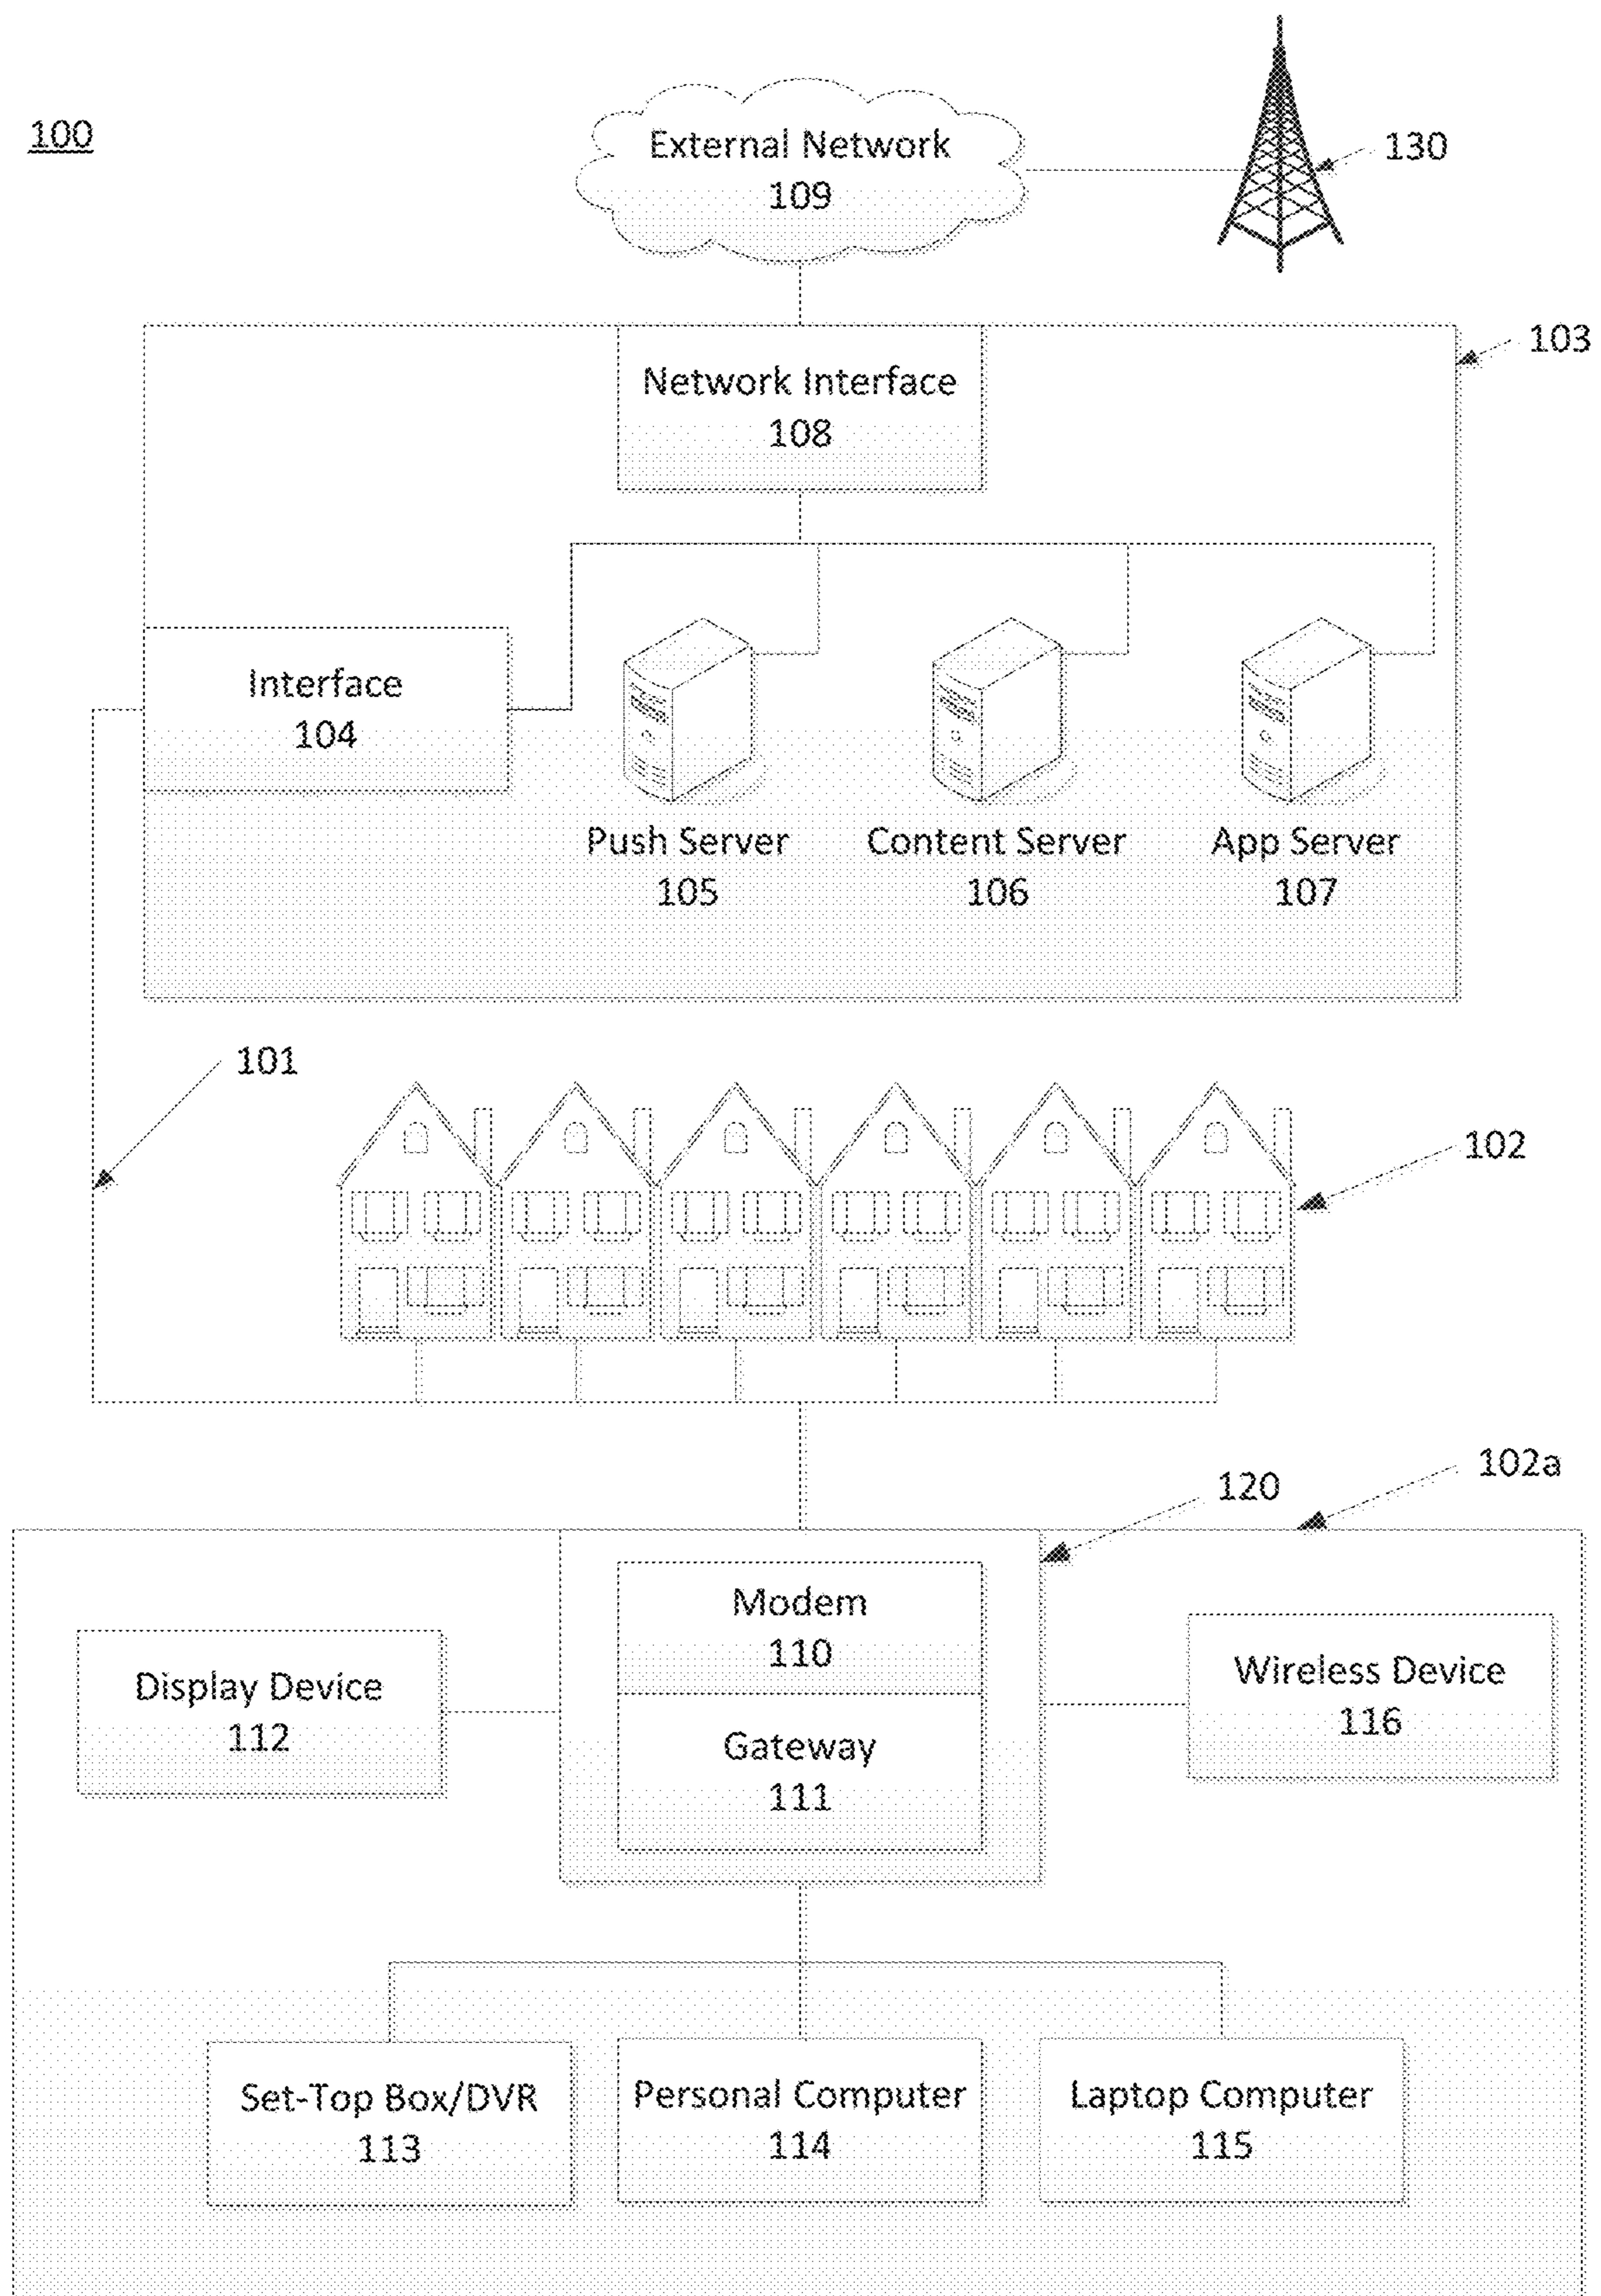 100
External Network
109
130
103
Network Interface
108
Interface
104
Push Server
105
Content Server
106
App Server
107
101
102
102a
120
Modem
110
Display Device
112
Wireless Device
116
Gateway
111
Set-Top Box/DVR
113
Personal Computer
114
Laptop Computer
115